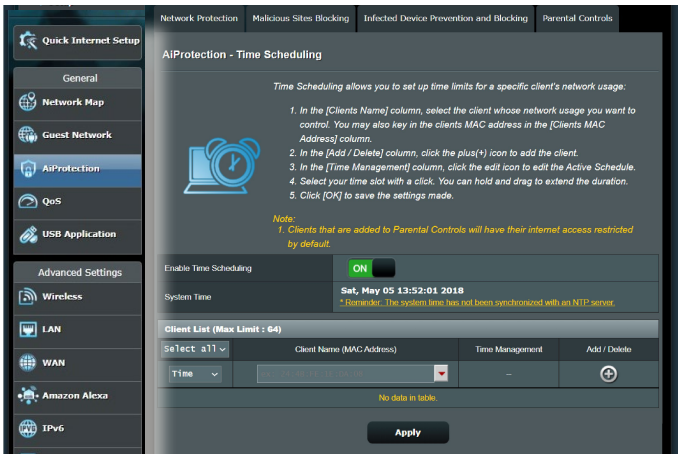 Network Protection
Malicious Sites Blocking
Infected Device Prevention and Blocking
Parental Controls
Quick Internet Setup
General
Network Map
Guest Network
AiProtection
QoS
USB Application
Advanced Settings
Wireless
LAN
WAN
Amazon Alexa
IPv6
AiProtection - Time Scheduling
Time Scheduling allows you to set up time limits for a specific client's network usage:
1. In the [Clients Name] column, select the client whose network usage you want to
control. You may also key in the clients MAC address in the [Clients MAC
Address] column.
2. In the [Add / Delete] column, click the plus(+) icon to add the client.
3. In the [Time Management] column, click the edit icon to edit the Active Schedule.
4. Select your time slot with a click. You can hold and drag to extend the duration.
5. Click [OK] to save the settings made.
Note:
1. Clients that are added to Parental Controls will have their internet access restricted
by default.
Enable Time Scheduling
ON
System Time
Sat, May 05 13:52:01 2018
* Reminder: The system time has not been synchronized with an NTP server.
Client List (Max Limit : 64)
Select all
Client Name (MAC Address)
Time Management
Add / Delete
Time
--
No data in table.
Apply